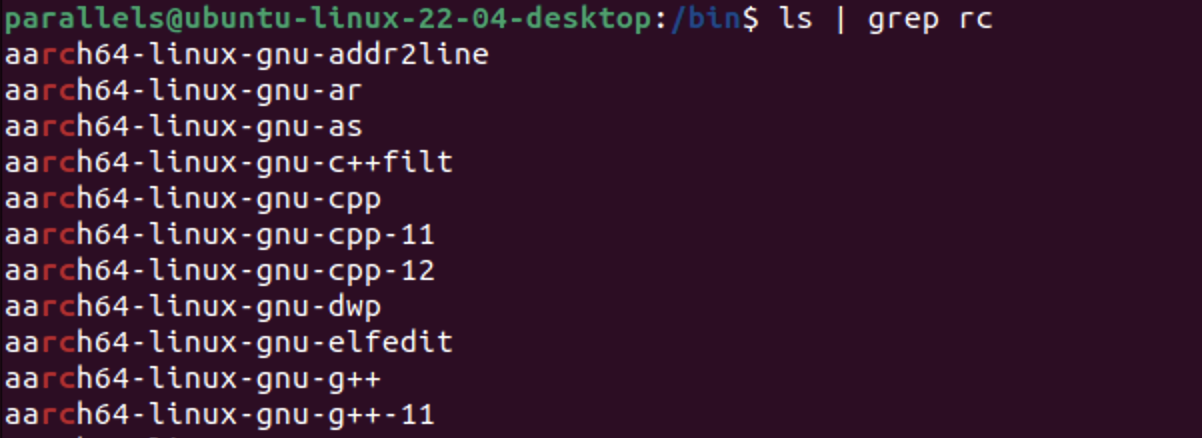 parallels@ubuntu-linux-22-04-desktop:/bin$ ls | grep rc
aarch64-linux-gnu-addr2line
aarch64-linux-gnu-ar
aarch64-linux-gnu-as
aarch64-linux-gnu-c++filt
aarch64-linux-gnu-cpp
aarch64-linux-gnu-cpp-11
aarch64-linux-gnu-cpp-12
aarch64-linux-gnu-dwp
aarch64-linux-gnu-elfedit
aarch64-linux-gnu-g++
aarch64-linux-gnu-g++-11